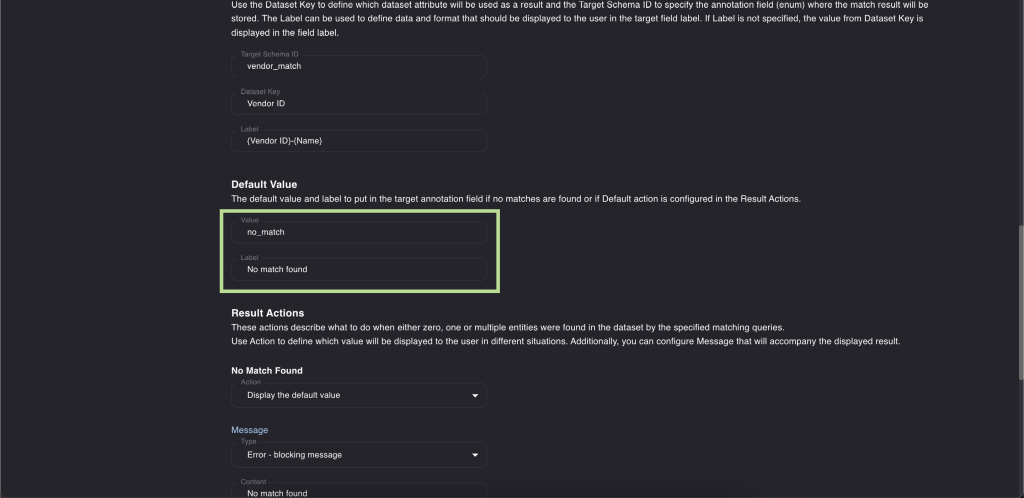 Use the Dataset Key to define which dataset attribute will be used as a result and the Target Schema ID to specify the annotation field (enum) where the match result will be
stored. The Label can be used to define data and format that should be displayed to the user in the target field label. If Label is not specified, the value from Dataset Key is
displayed in the field label.
Target Schema ID
vendor_match
Dataset Key
Vendor ID
Label
{Vendor ID}-{Name}
Default Value
The default value and label to put in the target annotation field if no matches are found or if Default action is configured in the Result Actions.
Value
no_match
Label
No match found
Result Actions
These actions describe what to do when either zero, one or multiple entities were found in the dataset by the specified matching queries.
Use Action to define which value will be displayed to the user in different situations. Additionally, you can configure Message that will accompany the displayed result.
No Match Found
Action
Display the default value
Message
Type
Error - blocking message
Content
No match found